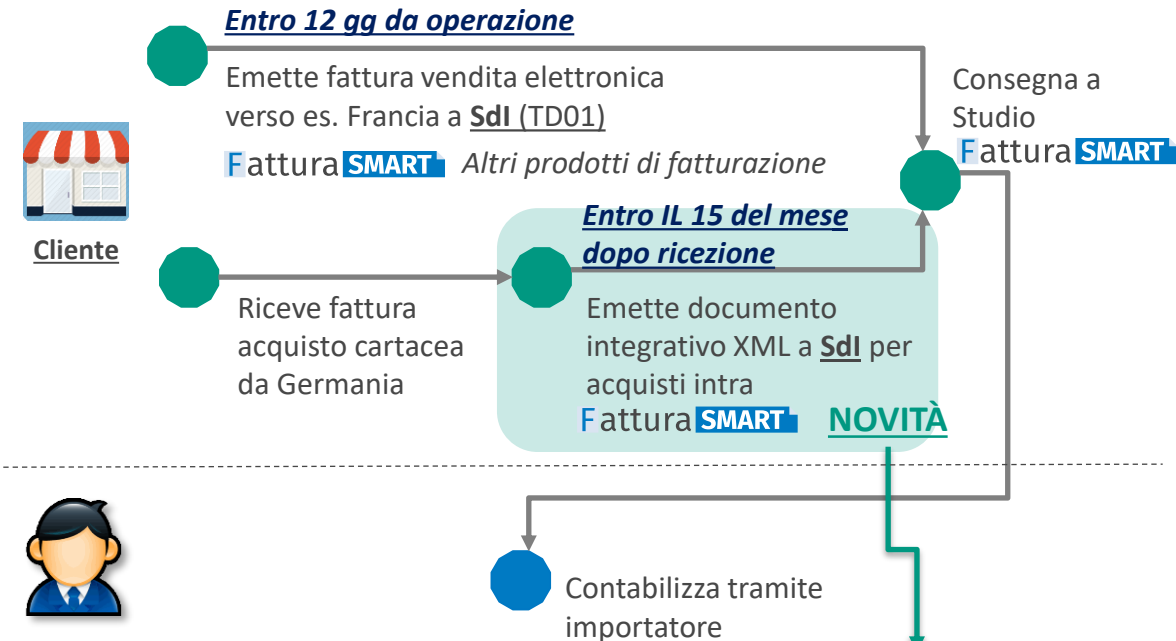 Entro 12 gg da operazione
Emette fattura vendita elettronica
verso es. Francia a SdI (TD01)
Fattura SMART Altri prodotti di fatturazione
Consegna a
Studio
Fattura SMART
Cliente
Entro IL 15 del mese
dopo ricezione
Riceve fattura
acquisto cartacea
da Germania
Emette documento
integrativo XML a SdI per
acquisti intra
Fattura SMART NOVITÀ
Contabilizza tramite
importatore